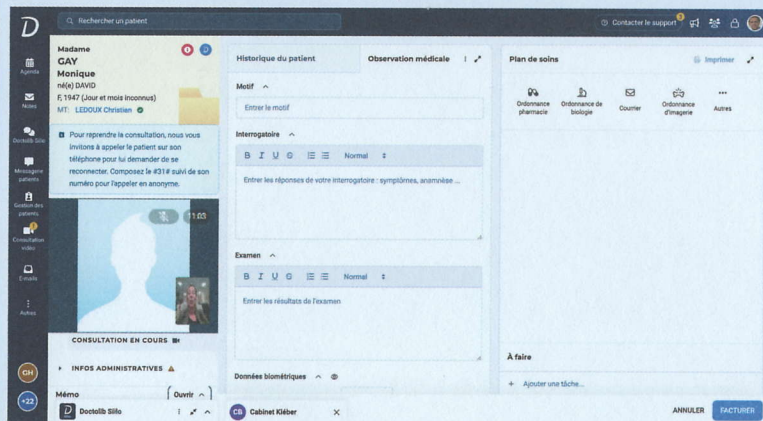 D
Rechercher un patient
Contacter le support
3
Agenda
Notes
Doctolib Siilo
Messagerie
patients
Gestion des
patients
Consultation
vidéo
E-mails
Autres
GH
+22
Madame
GAY
Monique
né(e) DAVID
F, 1947 (Jour et mois inconnus)
MT: LEDOUX Christien
Pour reprendre la consultation, nous vous
invitons à appeler le patient sur son
téléphone pour lui demander de se
reconnecter. Composez le #31# suivi de son
numéro pour l'appeler en anonyme.
11:03
CONSULTATION EN COURS
INFOS ADMINISTRATIVES
Mémo
Ouvrir
Doctolib Siilo
Historique du patient
Observation médicale
Motif
Entrer le motif
Interrogatoire
B I U S Normal
Entrer les réponses de votre interrogatoire : symptômes, anamnèse ...
Examen
B I U S Normal
Entrer les résultats de l'examen
Données biométriques
CB Cabinet Kléber
Plan de soins
Imprimer
Ordonnance
pharmacie
Ordonnance de
biologie
Courrier
Ordonnance
d'imagerie
Autres
À faire
+ Ajouter une tâche...
ANNULER
FACTURER